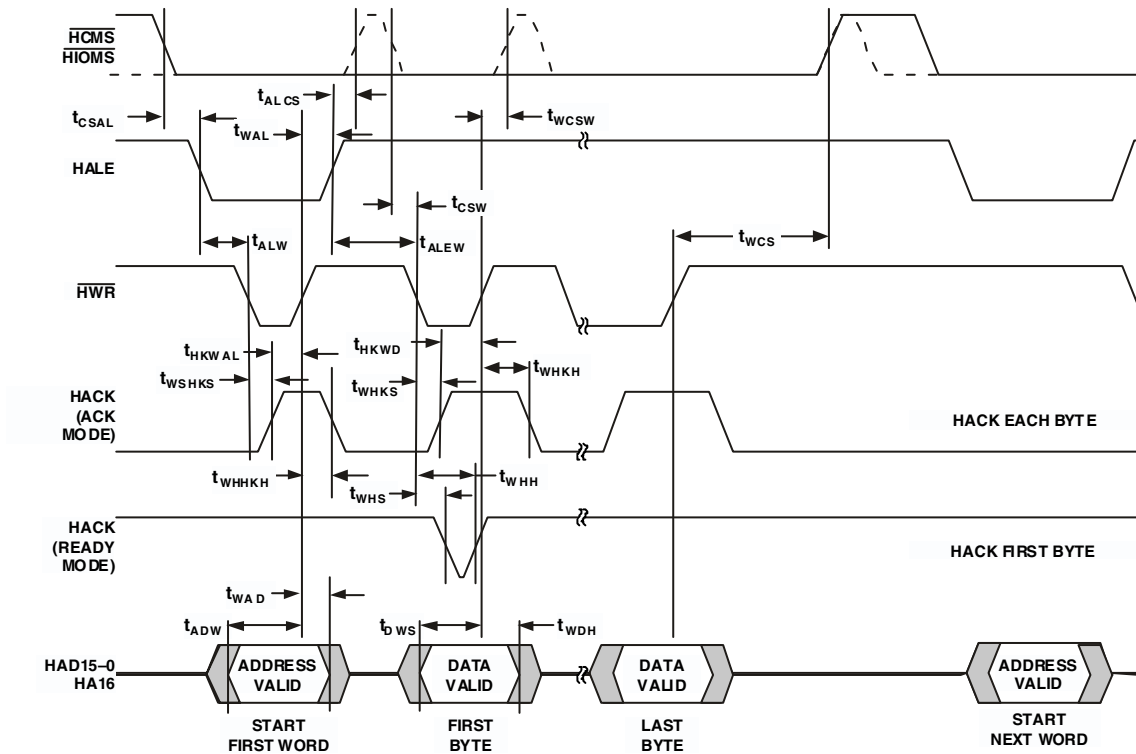 HCMS
HIOMS
tALCS
tCSAL
tWAL
tWCSW
HALE
tCSW
tALW
tALEW
tWCS
HWR
tHKWAL
tHKWD
tWHKH
tWSHKS
tWHKS
HACK
(ACK
MODE)
HACK EACH BYTE
tWHHKH
tWHS
tWHH
HACK
(READY
MODE)
HACK FIRST BYTE
tWAD
tADW
tDWS
tWDH
HAD15–0
HA16
ADDRESS
VALID
DATA
VALID
DATA
VALID
ADDRESS
VALID
START
FIRST WORD
FIRST
BYTE
LAST
BYTE
START
NEXT WORD